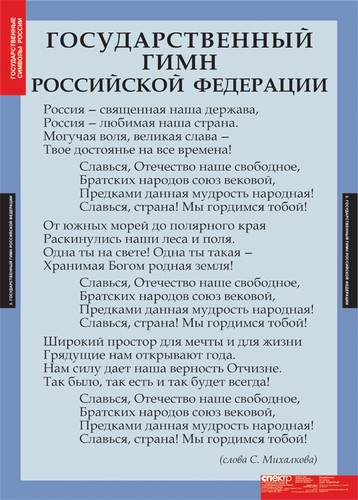 ГОСУДАРСТВЕННЫЕ
СИМВОЛЫ РОССИИ
ГОСУДАРСТВЕННЫЙ
ГИМН
РОССИЙСКОЙ ФЕДЕРАЦИИ
Россия – священная наша держава,
Россия – любимая наша страна.
Могучая воля, великая слава –
Твое достоянье на все времена!
Славься, Отечество наше свободное,
Братских народов союз вековой,
Предками данная мудрость народная!
Славься, страна! Мы гордимся тобой!
От южных морей до полярного края
Раскинулись наши леса и поля.
Одна ты на свете! Одна ты такая –
Хранимая Богом родная земля!
Славься, Отечество наше свободное,
Братских народов союз вековой,
Предками данная мудрость народная!
Славься, страна! Мы гордимся тобой!
Широкий простор для мечты и для жизни
Грядущие нам открывают года.
Нам силу дает наша верность Отчизне.
Так было, так есть и так будет всегда!
Славься, Отечество наше свободное,
Братских народов союз вековой,
Предками данная мудрость народная!
Славься, страна! Мы гордимся тобой!
(слова С. Михалкова)
3. ГОСУДАРСТВЕННЫЙ ГИМН РОССИЙСКОЙ ФЕДЕРАЦИИ
3. ГОСУДАРСТВЕННЫЙ ГИМН РОССИЙСКОЙ ФЕДЕРАЦИИ
спектр